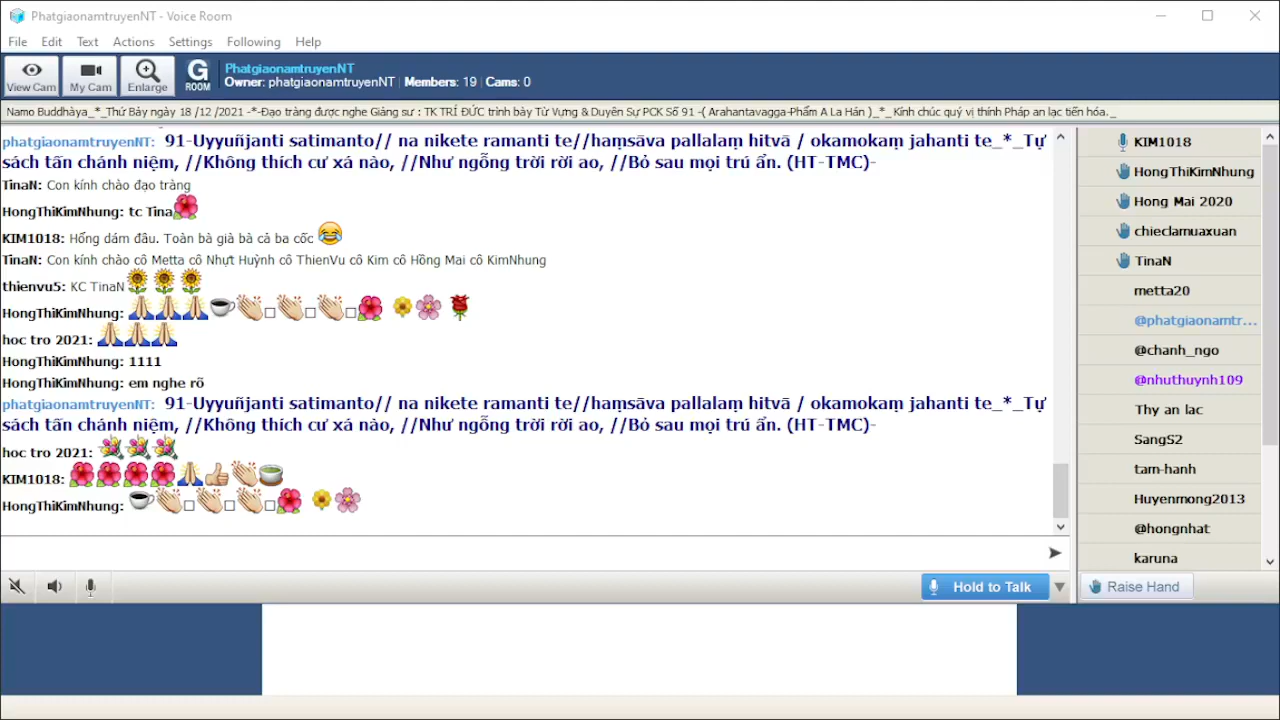 PhatgiaonamtruyenNT - Voice Room
File Edit Text Actions Settings Following Help
View Cam
My Cam
Enlarge
G ROOM
PhatgiaonamtruyenNT
Owner: phatgiaonamtruyenNT | Members: 19 | Cams: 0
Namo Buddhàya_*_Thứ Bảy ngày 18 /12 /2021 -*-Đạo tràng được nghe Giảng sư : TK TRÍ ĐỨC trình bày Từ Vựng & Duyên Sự PCK Số 91 -( Arahantavagga-Phẩm A La Hán )_*_Kính chúc quý vị thính Pháp an lạc tiến hóa._
phatgiaonamtruyenNT: 91-Uyyuñjanti satimanto// na nikete ramanti te//haṃsāva pallalaṃ hitvā / okamokaṃ jahanti te_*_Tự
sách tấn chánh niệm, //Không thích cư xá nào, //Như ngỗng trời rời ao, //Bỏ sau mọi trú ẩn. (HT-TMC)-
TinaN: Con kính chào đạo tràng
HongThiKimNhung: tc Tina
KIM1018: Hổng dám đâu. Toàn bà già bà cả ba cốc
TinaN: Con kính chào cô Metta cô Nhựt Huỳnh cô ThienVu cô Kim cô Hồng Mai cô KimNhung
thienvu5: KC TinaN
HongThiKimNhung:
hoc tro 2021:
HongThiKimNhung: 1111
HongThiKimNhung: em nghe rõ
phatgiaonamtruyenNT: 91-Uyyuñjanti satimanto// na nikete ramanti te//haṃsāva pallalaṃ hitvā / okamokaṃ jahanti te_*_Tự
sách tấn chánh niệm, //Không thích cư xá nào, //Như ngỗng trời rời ao, //Bỏ sau mọi trú ẩn. (HT-TMC)-
hoc tro 2021:
KIM1018:
HongThiKimNhung:
KIM1018
HongThiKimNhung
Hong Mai 2020
chieclamuaxuan
TinaN
metta20
@phatgiaonamtr...
@chanh_ngo
@nhuthuynh109
Thy an lac
SangS2
tam-hanh
Huyenmong2013
@hongnhat
karuna
Hold to Talk
Raise Hand